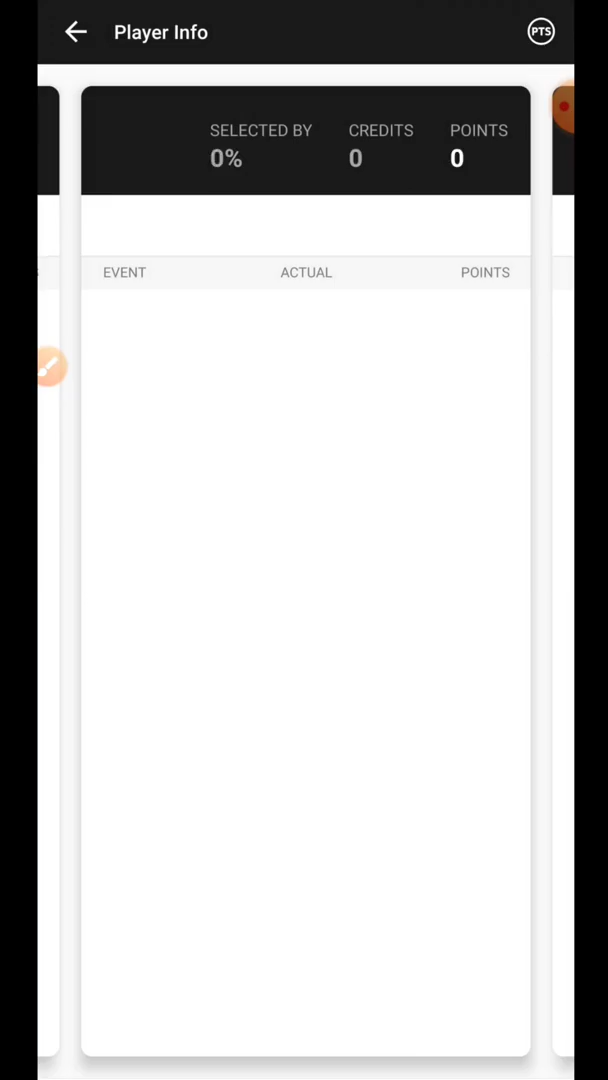 Player Info
PTS
SELECTED BY CREDITS POINTS
0% 0 0
EVENT ACTUAL POINTS